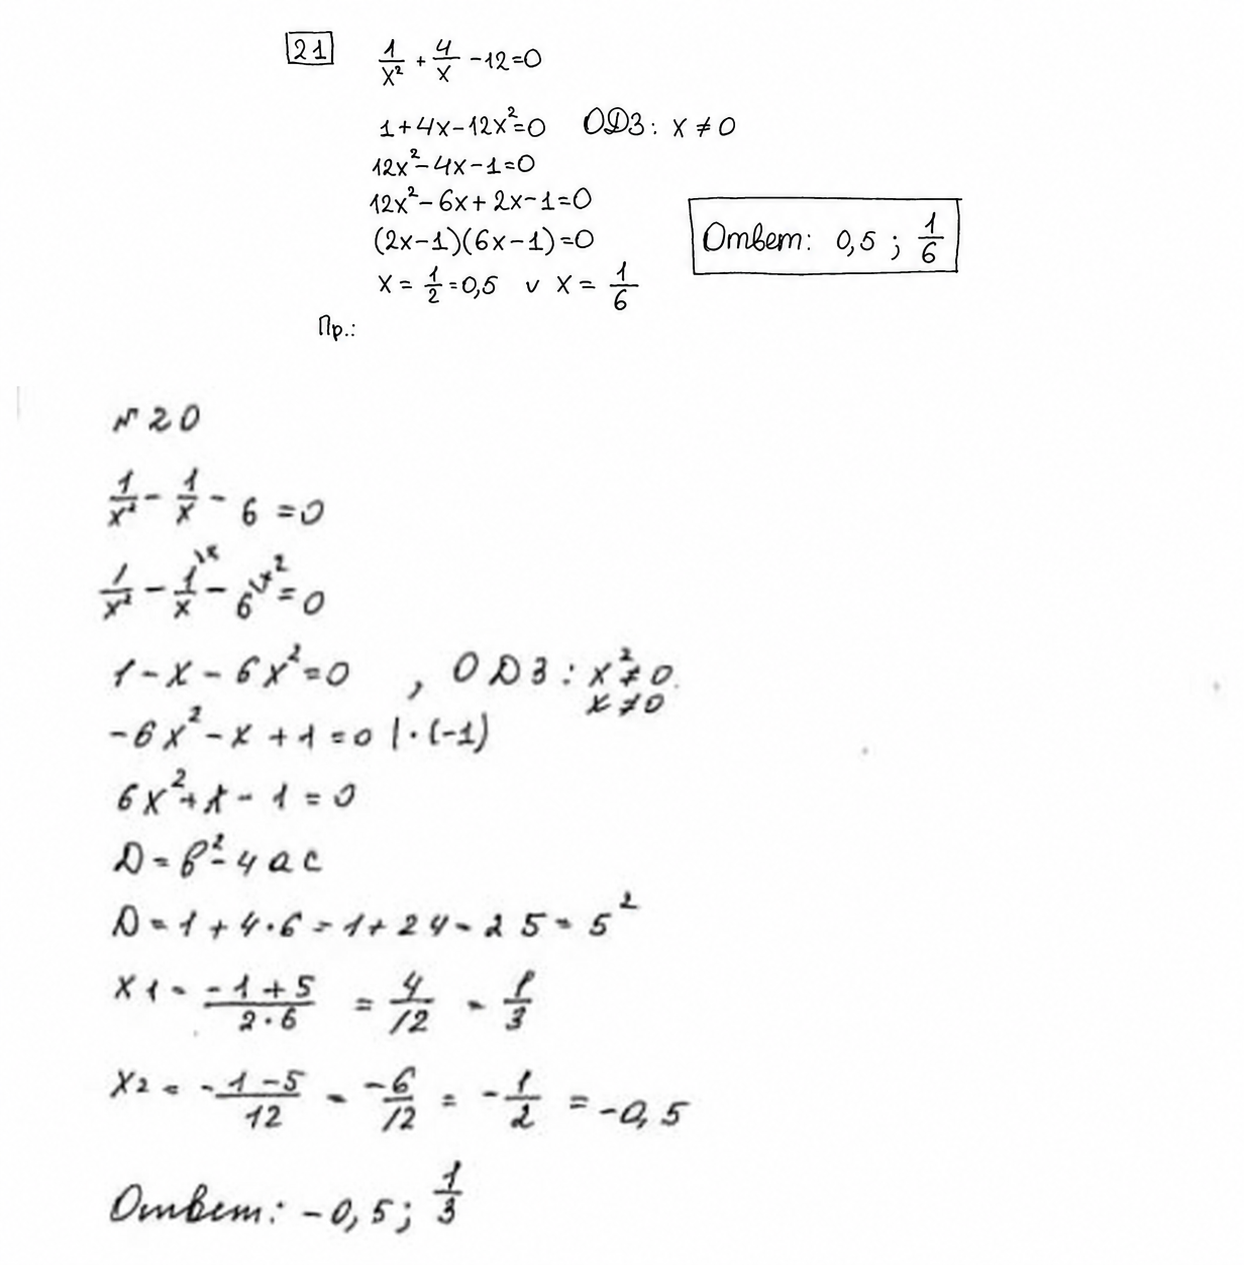 21 1/x² + 4/x - 12 = 0
1 + 4x - 12x² = 0 ОДЗ: x ≠ 0
12x² - 4x - 1 = 0
12x² - 6x + 2x - 1 = 0
(2x - 1)(6x - 1) = 0
Ответ: 0,5 ; 1/6
x = 1/2 = 0,5 v x = 1/6
Пр.:
№ 20
1/x² - 1/x - 6 = 0
1/x² - 1/x \x - 6 \x² = 0
1 - x - 6x² = 0 , ОДЗ: x² ≠ 0.
x ≠ 0
-6x² - x + 1 = 0 | · (-1)
6x² + x - 1 = 0
D = b² - 4ac
D = 1 + 4 · 6 = 1 + 24 = 25 = 5²
x1 = (-1 + 5)/(2 · 6) = 4/12 = 1/3
x2 = (-1 - 5)/12 = -6/12 = -1/2 = -0,5
Ответ: -0,5; 1/3